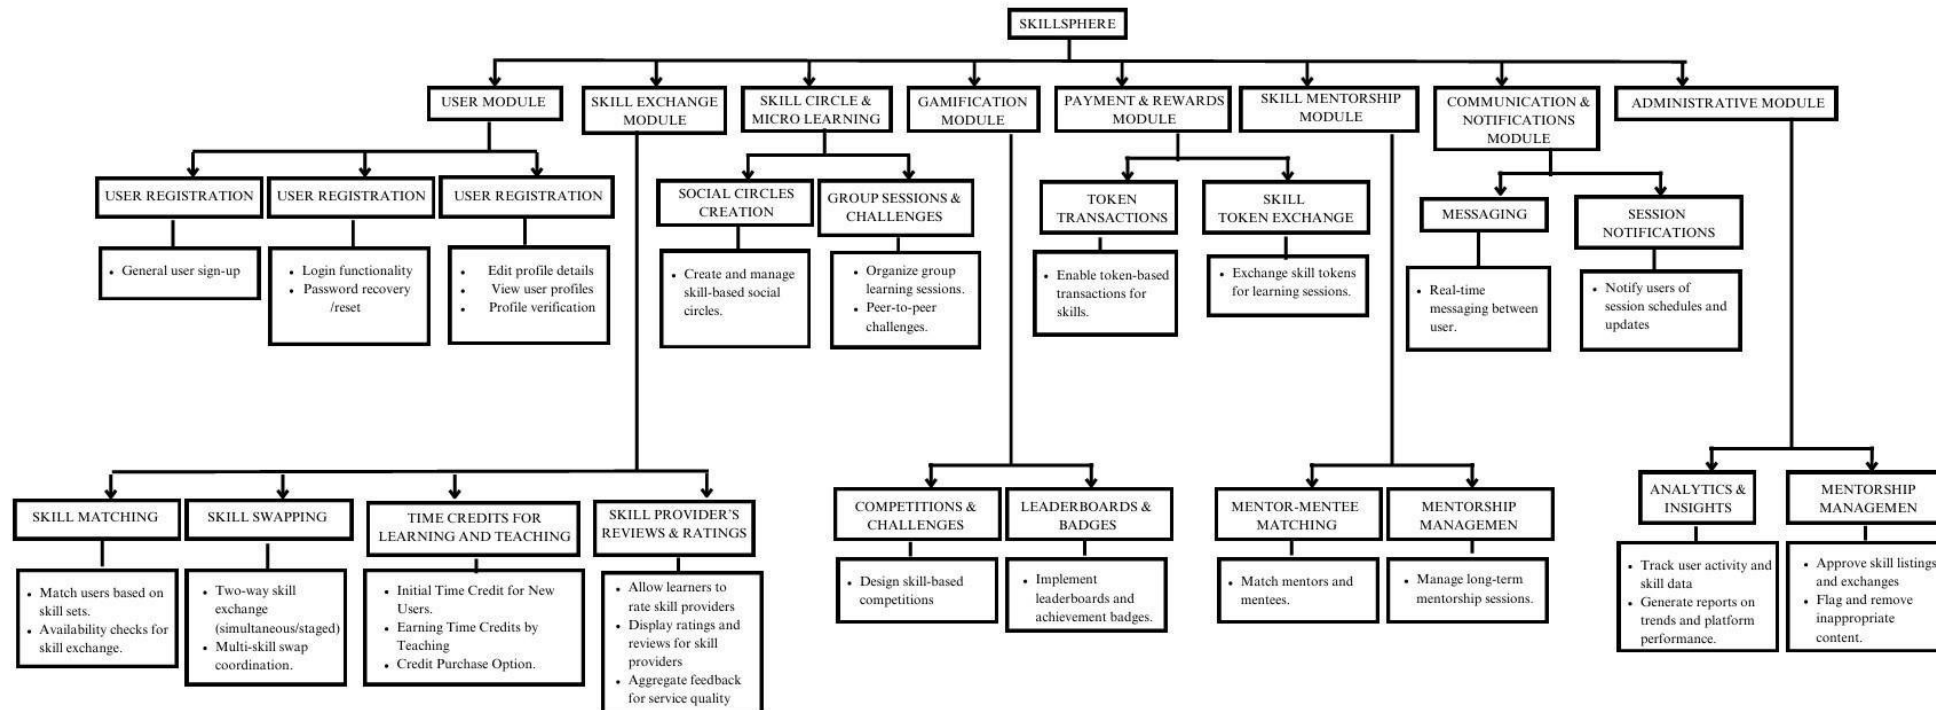 SKILLSPHERE
USER MODULE
SKILL EXCHANGE
MODULE
SKILL CIRCLE &
MICRO LEARNING
GAMIFICATION
MODULE
PAYMENT & REWARDS
MODULE
SKILL MENTORSHIP
MODULE
COMMUNICATION &
NOTIFICATIONS
MODULE
ADMINISTRATIVE MODULE
USER REGISTRATION
USER REGISTRATION
USER REGISTRATION
SOCIAL CIRCLES
CREATION
GROUP SESSIONS &
CHALLENGES
TOKEN
TRANSACTIONS
SKILL
TOKEN EXCHANGE
MESSAGING
SESSION
NOTIFICATIONS
• General user sign-up
• Login functionality
• Password recovery
/reset
• Edit profile details
• View user profiles
• Profile verification
• Create and manage
skill-based social
circles.
• Organize group
learning sessions.
• Peer-to-peer
challenges.
• Enable token-based
transactions for
skills.
• Exchange skill tokens
for learning sessions.
• Real-time
messaging between
user.
• Notify users of
session schedules and
updates
SKILL MATCHING
SKILL SWAPPING
TIME CREDITS FOR
LEARNING AND TEACHING
SKILL PROVIDER'S
REVIEWS & RATINGS
COMPETITIONS &
CHALLENGES
LEADERBOARDS &
BADGES
MENTOR-MENTEE
MATCHING
MENTORSHIP
MANAGEMEN
ANALYTICS &
INSIGHTS
MENTORSHIP
MANAGEMEN
• Match users based on
skill sets.
• Availability checks for
skill exchange.
• Two-way skill
exchange
(simultaneous/staged)
• Multi-skill swap
coordination.
• Initial Time Credit for New
Users.
• Earning Time Credits by
Teaching
• Credit Purchase Option.
• Allow learners to
rate skill providers
• Display ratings and
reviews for skill
providers
• Aggregate feedback
for service quality
• Design skill-based
competitions
• Implement
leaderboards and
achievement badges.
• Match mentors and
mentees.
• Manage long-term
mentorship sessions.
• Track user activity and
skill data
• Generate reports on
trends and platform
performance.
• Approve skill listings
and exchanges
• Flag and remove
inappropriate
content.